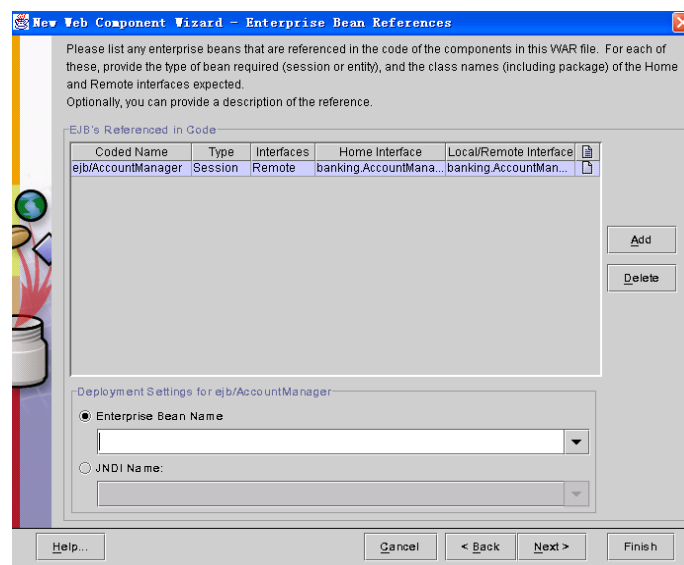 New Web Component Wizard - Enterprise Bean References
Please list any enterprise beans that are referenced in the code of the components in this WAR file. For each of
these, provide the type of bean required (session or entity), and the class names (including package) of the Home
and Remote interfaces expected.
Optionally, you can provide a description of the reference.
EJB's Referenced in Code
Coded Name Type Interfaces Home Interface Local/Remote Interface
ejb/AccountManager Session Remote banking.AccountMana... banking.AccountMan...
Add
Delete
Deployment Settings for ejb/AccountManager
Enterprise Bean Name
JNDI Name:
Help... Cancel < Back Next > Finish